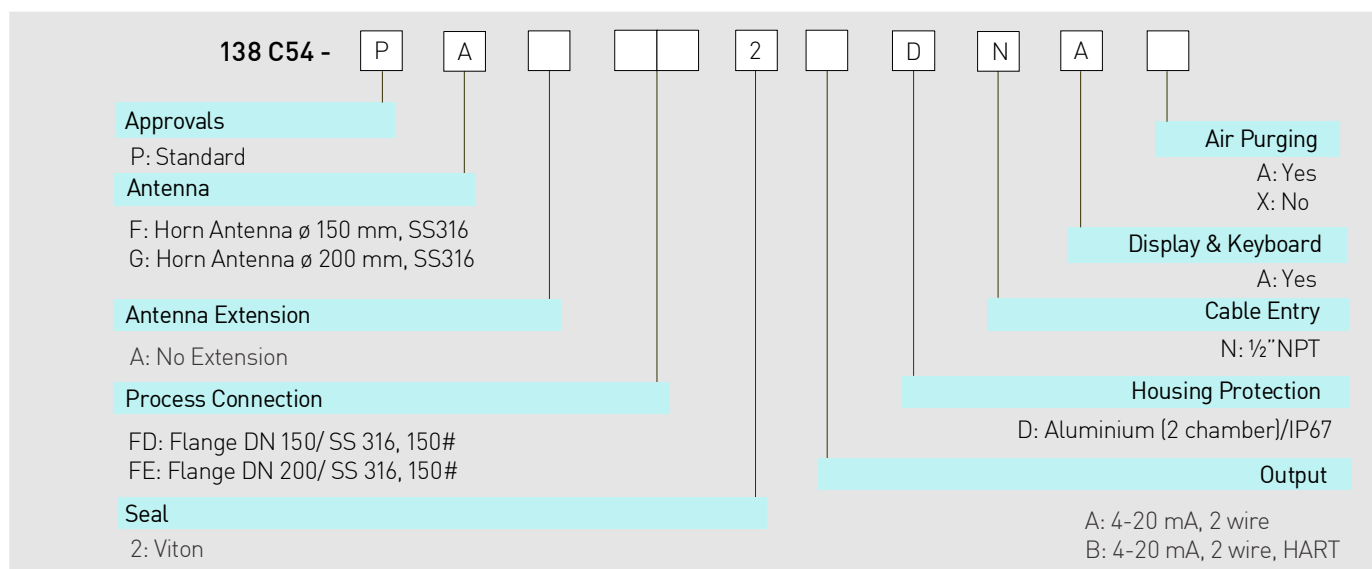 138 C54 - P A 2 D N A
Approvals
P: Standard
Antenna
F: Horn Antenna ø 150 mm, SS316
G: Horn Antenna ø 200 mm, SS316
Antenna Extension
A: No Extension
Process Connection
FD: Flange DN 150/ SS 316, 150#
FE: Flange DN 200/ SS 316, 150#
Seal
2: Viton
Air Purging
A: Yes
X: No
Display & Keyboard
A: Yes
Cable Entry
N: ½”NPT
Housing Protection
D: Aluminium (2 chamber)/IP67
Output
A: 4-20 mA, 2 wire
B: 4-20 mA, 2 wire, HART